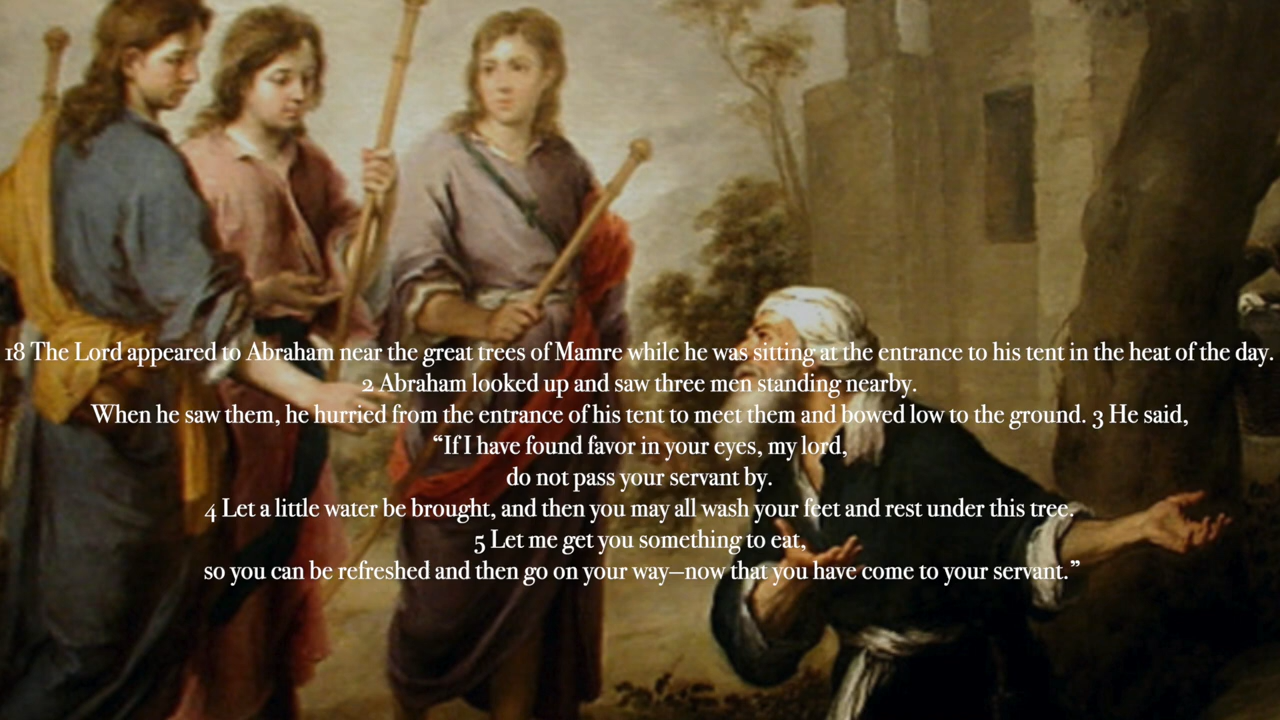 18 The Lord appeared to Abraham near the great trees of Mamre while he was sitting at the entrance to his tent in the heat of the day.
2 Abraham looked up and saw three men standing nearby.
When he saw them, he hurried from the entrance of his tent to meet them and bowed low to the ground. 3 He said,
“If I have found favor in your eyes, my lord,
do not pass your servant by.
4 Let a little water be brought, and then you may all wash your feet and rest under this tree.
5 Let me get you something to eat,
so you can be refreshed and then go on your way—now that you have come to your servant.”